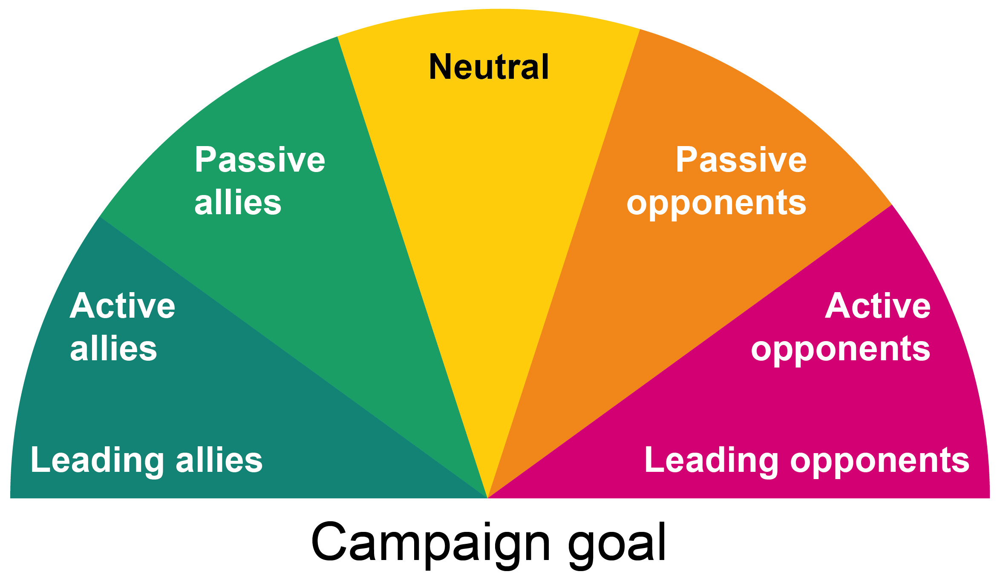 Neutral
Passive
allies
Passive
opponents
Active
allies
Active
opponents
Leading allies
Leading opponents
Campaign goal